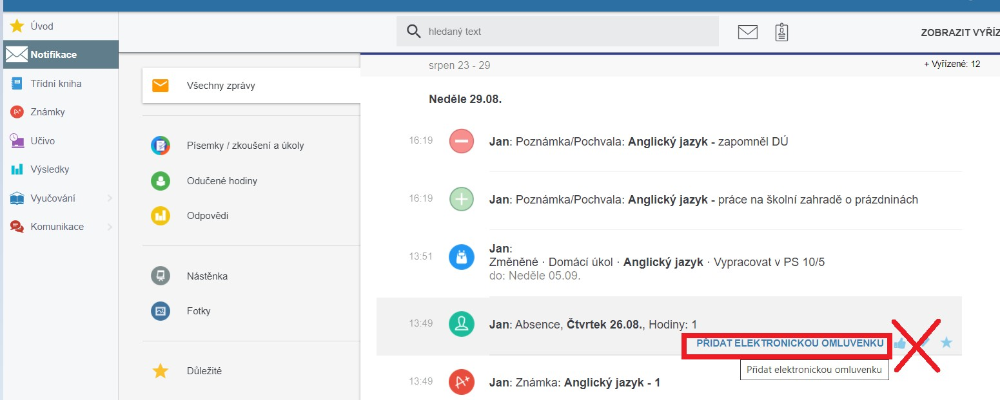 Úvod
Notifikace
Třídní kniha
Známky
Učivo
Výsledky
Vyučování
Komunikace
hledaný text
ZOBRAZIT VYŘÍZ
Všechny zprávy
Písemky / zkoušení a úkoly
Odučené hodiny
Odpovědi
Nástěnka
Fotky
Důležité
srpen 23 - 29
+ Vyřízené: 12
Neděle 29.08.
16:19
Jan: Poznámka/Pochvala: Anglický jazyk - zapomněl DÚ
16:19
Jan: Poznámka/Pochvala: Anglický jazyk - práce na školní zahradě o prázdninách
13:51
Jan:
Změněné · Domácí úkol · Anglický jazyk · Vypracovat v PS 10/5
do: Neděle 05.09.
13:49
Jan: Absence, Čtvrtek 26.08., Hodiny: 1
PŘIDAT ELEKTRONICKOU OMLUVENKU
Přidat elektronickou omluvenku
13:49
A+
Jan: Známka: Anglický jazyk - 1